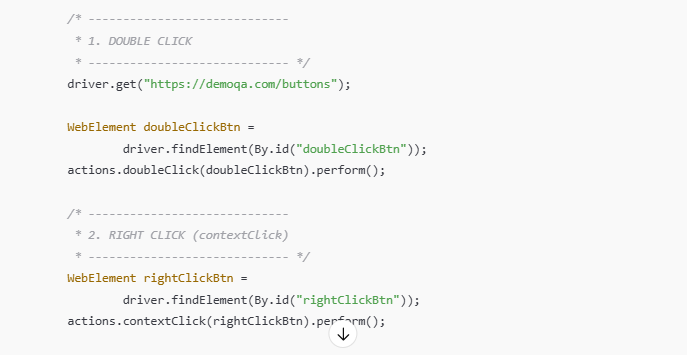 /* -----------------------------
 * 1. DOUBLE CLICK
 * ----------------------------- */
driver.get("https://demoqa.com/buttons");

WebElement doubleClickBtn =
        driver.findElement(By.id("doubleClickBtn"));
actions.doubleClick(doubleClickBtn).perform();

/* -----------------------------
 * 2. RIGHT CLICK (contextClick)
 * ----------------------------- */
WebElement rightClickBtn =
        driver.findElement(By.id("rightClickBtn"));
actions.contextClick(rightClickBtn).perform();